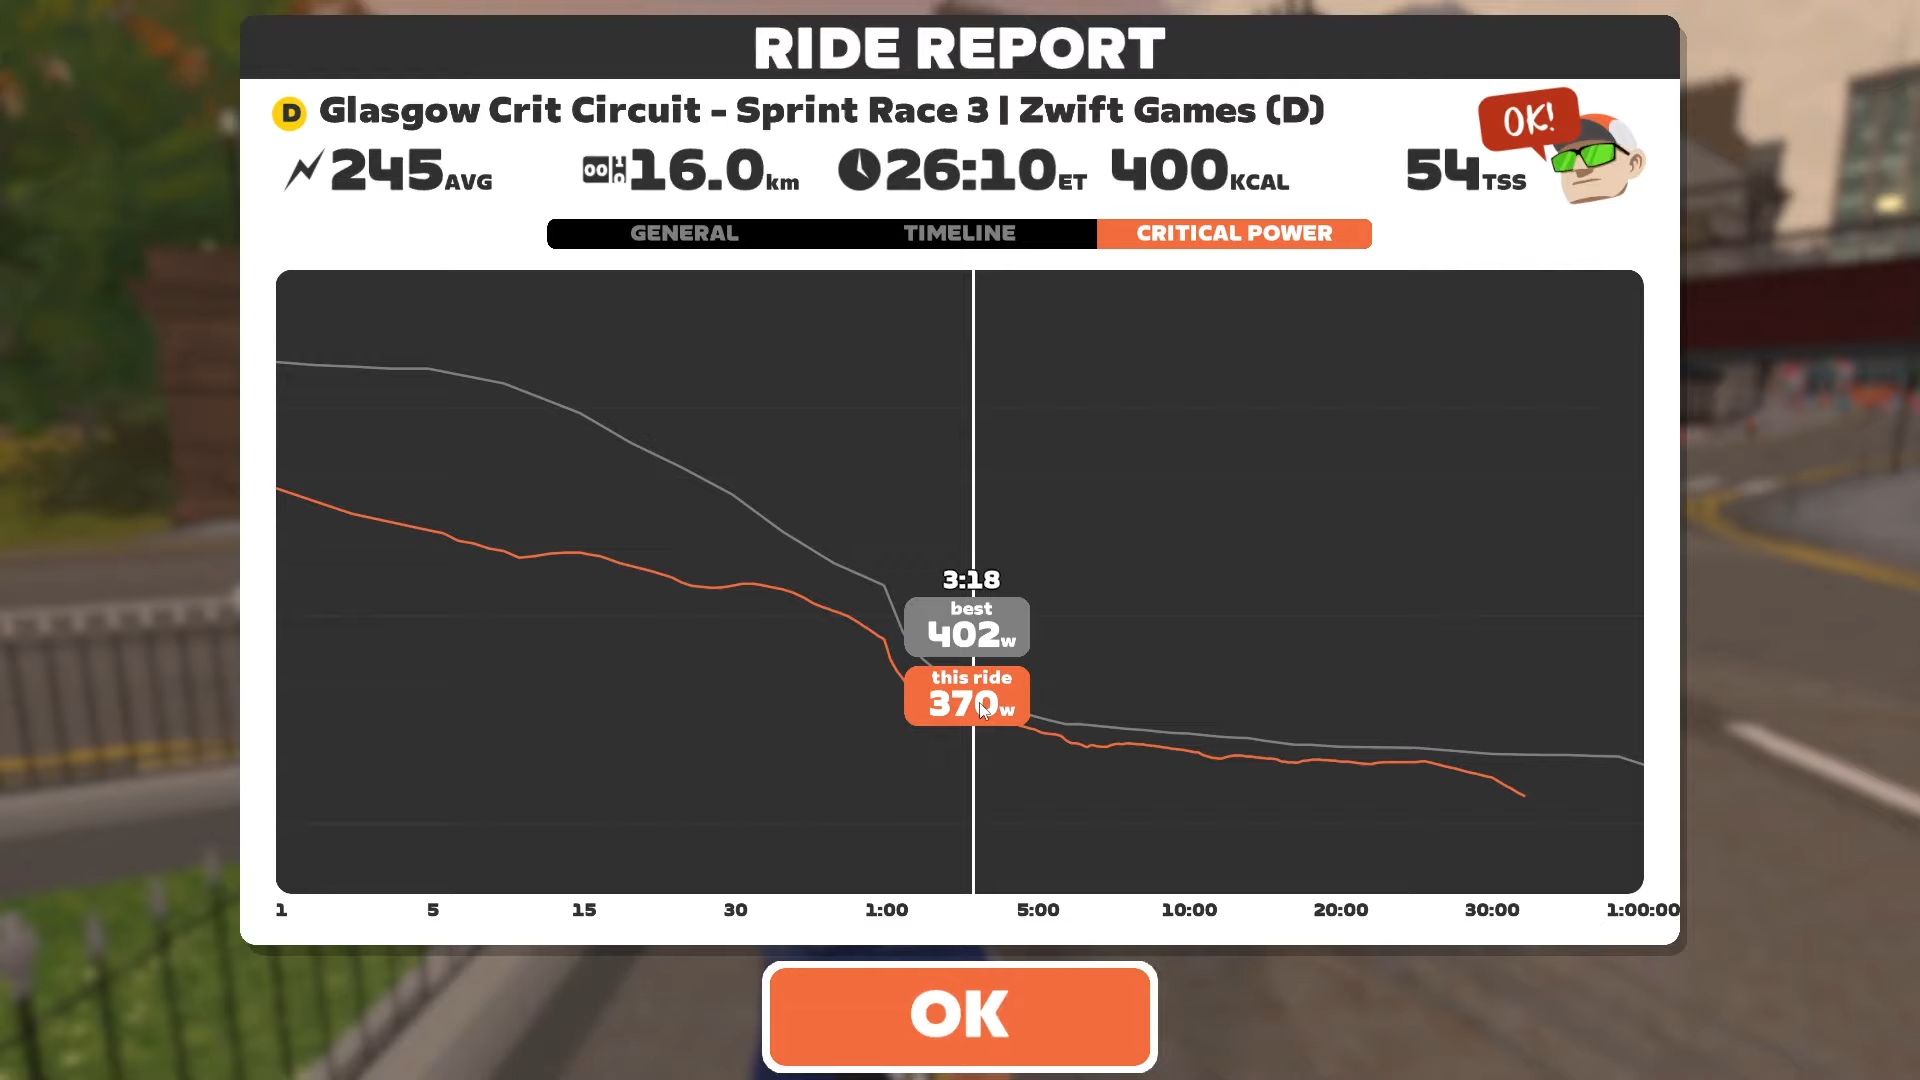 RIDE REPORT
D Glasgow Crit Circuit - Sprint Race 3 | Zwift Games (D)
OK!
245AVG 16.0km 26:10ET 400KCAL 54TSS
GENERAL TIMELINE CRITICAL POWER
3:18
best
402w
this ride
370w
1 5 15 30 1:00 5:00 10:00 20:00 30:00 1:00:00
OK